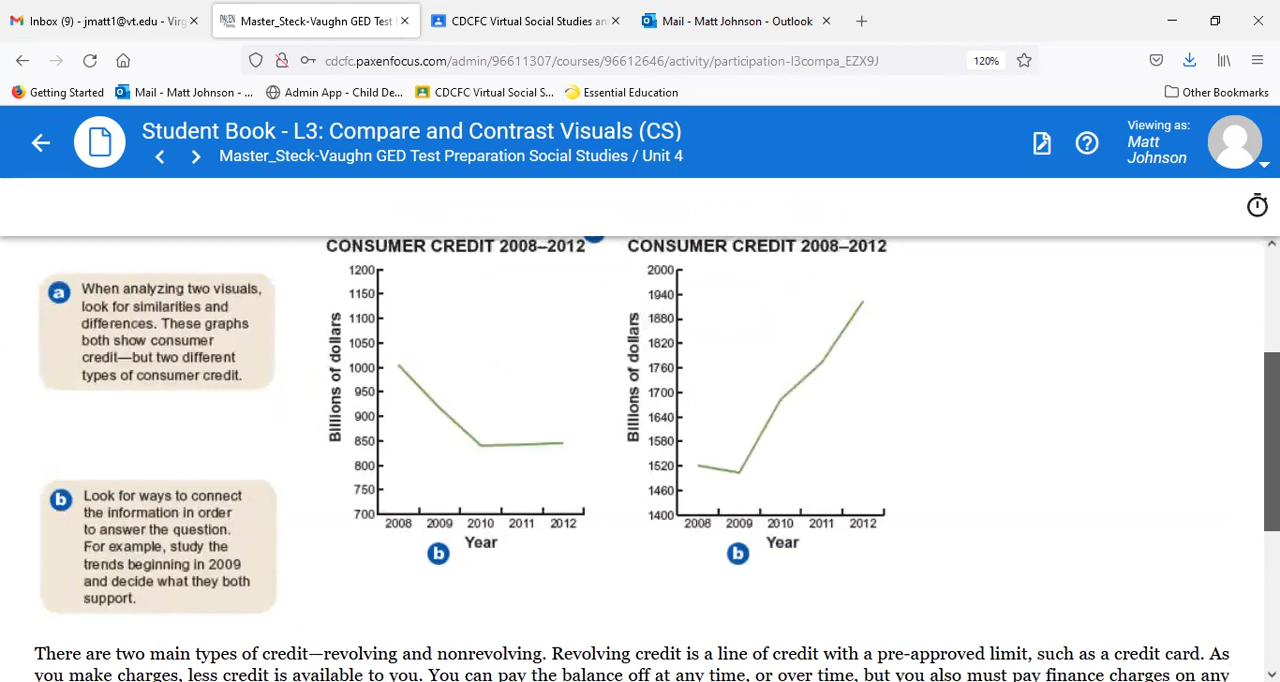 Inbox (9) - jmatt1@vt.edu - Virg
Master_Steck-Vaughn GED Test
CDCFC Virtual Social Studies an
Mail - Matt Johnson - Outlook
cdcfc.paxenfocus.com/admin/96611307/courses/96612646/activity/participation-l3compa_EZX9J
120%
Getting Started
Mail - Matt Johnson - ...
Admin App - Child De...
CDCFC Virtual Social S...
Essential Education
Other Bookmarks
Student Book - L3: Compare and Contrast Visuals (CS)
Master_Steck-Vaughn GED Test Preparation Social Studies / Unit 4
Viewing as:
Matt
Johnson
a
When analyzing two visuals,
look for similarities and
differences. These graphs
both show consumer
credit—but two different
types of consumer credit.
b
Look for ways to connect
the information in order
to answer the question.
For example, study the
trends beginning in 2009
and decide what they both
support.
CONSUMER CREDIT 2008–2012
Billions of dollars
1200
1150
1100
1050
1000
950
900
850
800
750
700
2008 2009 2010 2011 2012
b
Year
CONSUMER CREDIT 2008–2012
Billions of dollars
2000
1940
1880
1820
1760
1700
1640
1580
1520
1460
1400
2008 2009 2010 2011 2012
b
Year
There are two main types of credit—revolving and nonrevolving. Revolving credit is a line of credit with a pre-approved limit, such as a credit card. As
you make charges, less credit is available to you. You can pay the balance off at any time, or over time, but you also must pay finance charges on any